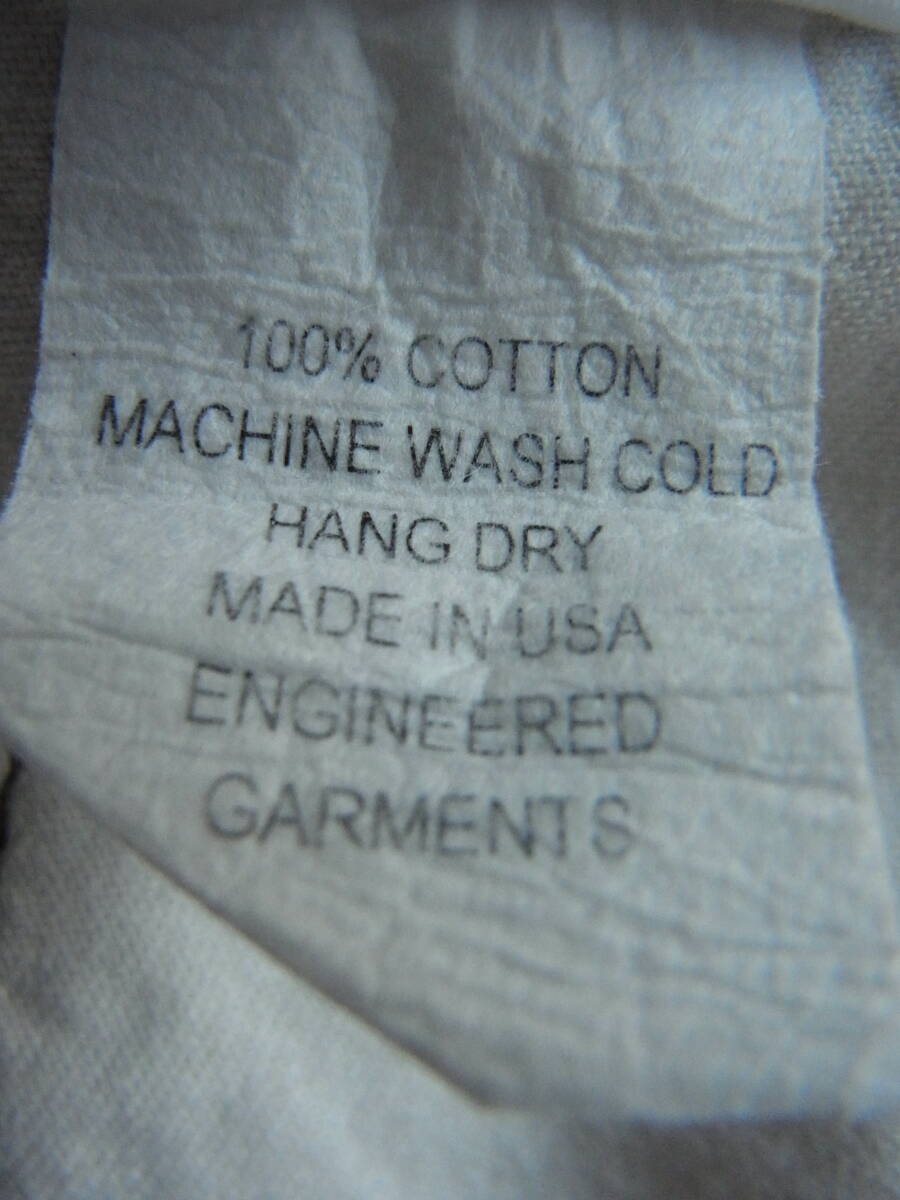 100% COTTON
MACHINE WASH COLD
HANG DRY
MADE IN USA
ENGINEERED
GARMENTS